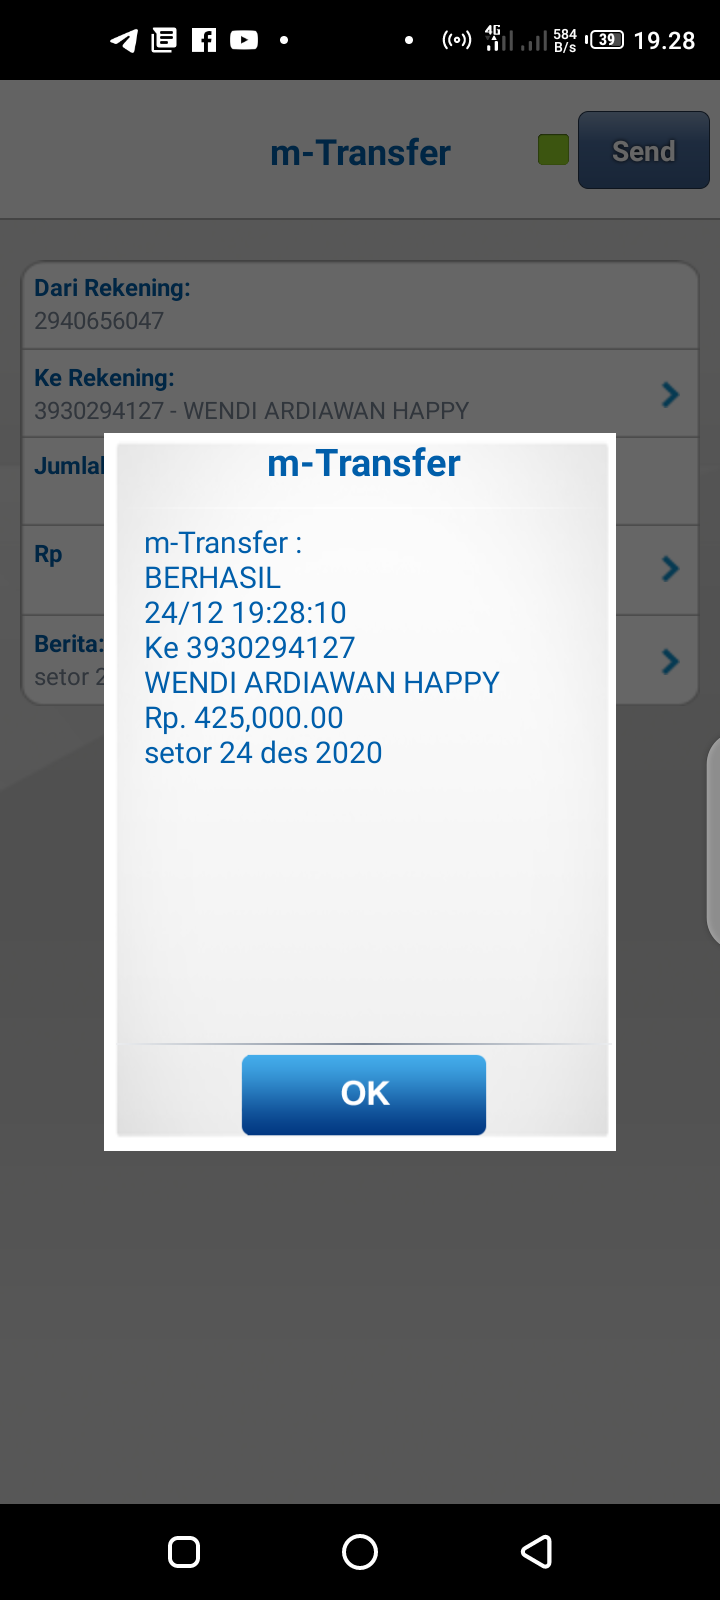 4G
584
B/s
39
19.28
m-Transfer
Send
Dari Rekening:
2940656047
Ke Rekening:
3930294127 - WENDI ARDIAWAN HAPPY
Rp
Berita:
setor
m-Transfer
m-Transfer :
BERHASIL
24/12 19:28:10
Ke 3930294127
WENDI ARDIAWAN HAPPY
Rp. 425,000.00
setor 24 des 2020
OK